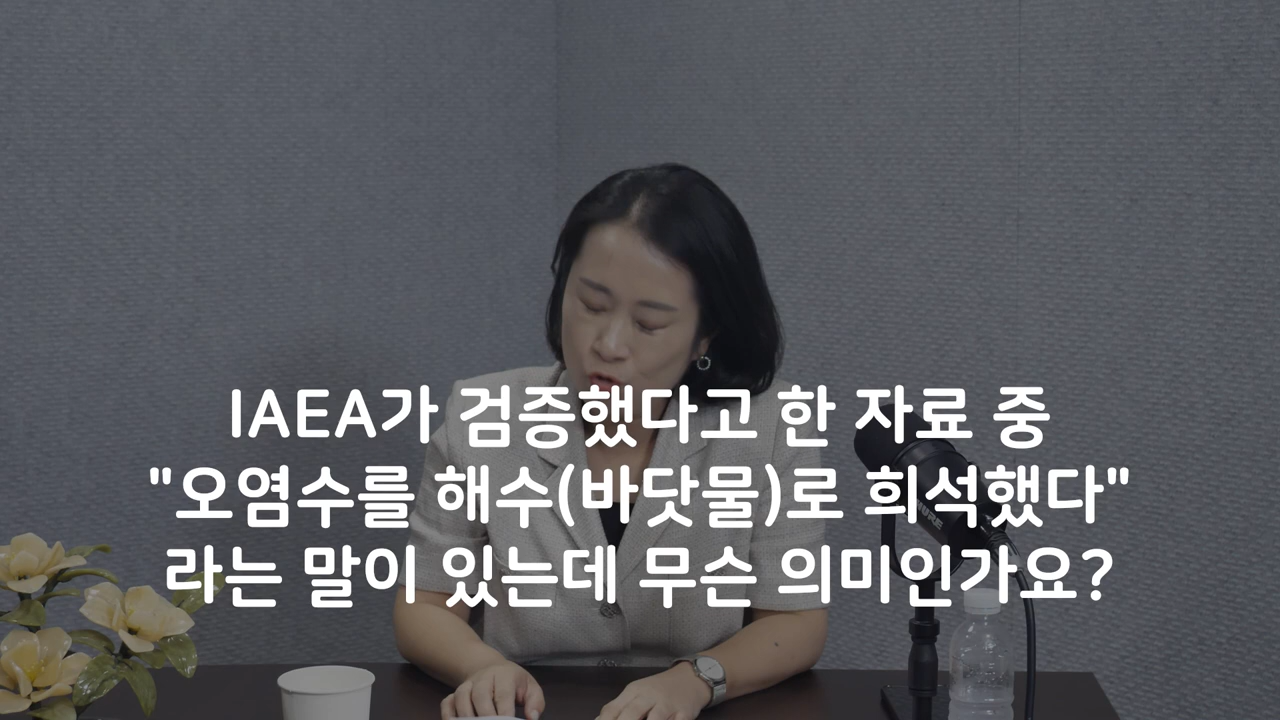 IAEA가 검증했다고 한 자료 중
"오염수를 해수(바닷물)로 희석했다"
라는 말이 있는데 무슨 의미인가요?
SHURE